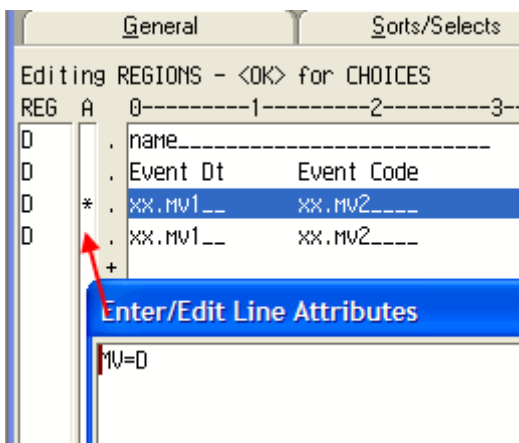 General Sorts/Selects
Editing REGIONS - <OK> for CHOICES
REG A 0---------1---------2---------3--
D . name__________________________
D . Event Dt Event Code
D * . xx.mv1__ xx.mv2____
D . xx.mv1__ xx.mv2____
+
Enter/Edit Line Attributes
MV=D